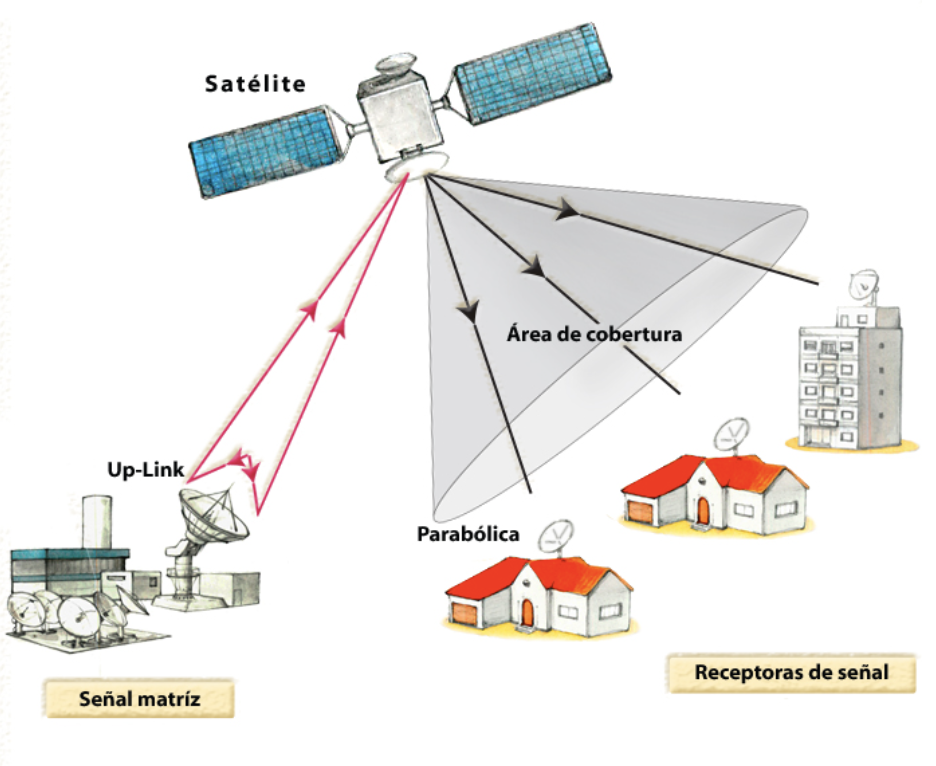 Satélite
Área de cobertura
Up-Link
Parabólica
Receptoras de señal
Señal matríz